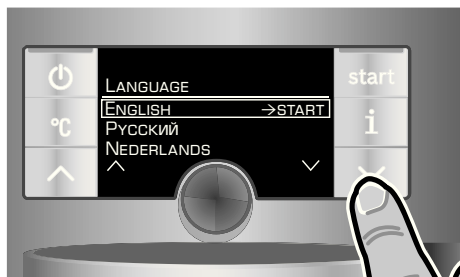 LANGUAGE
ENGLISH →START
РУССКИЙ
NEDERLANDS
start
°C
i